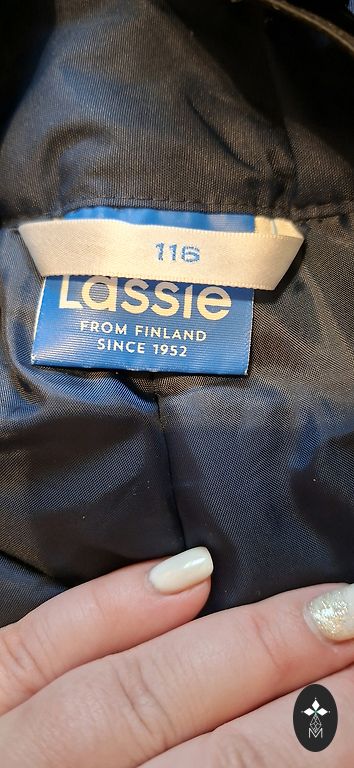 116
Lassie
FROM FINLAND
SINCE 1952
M